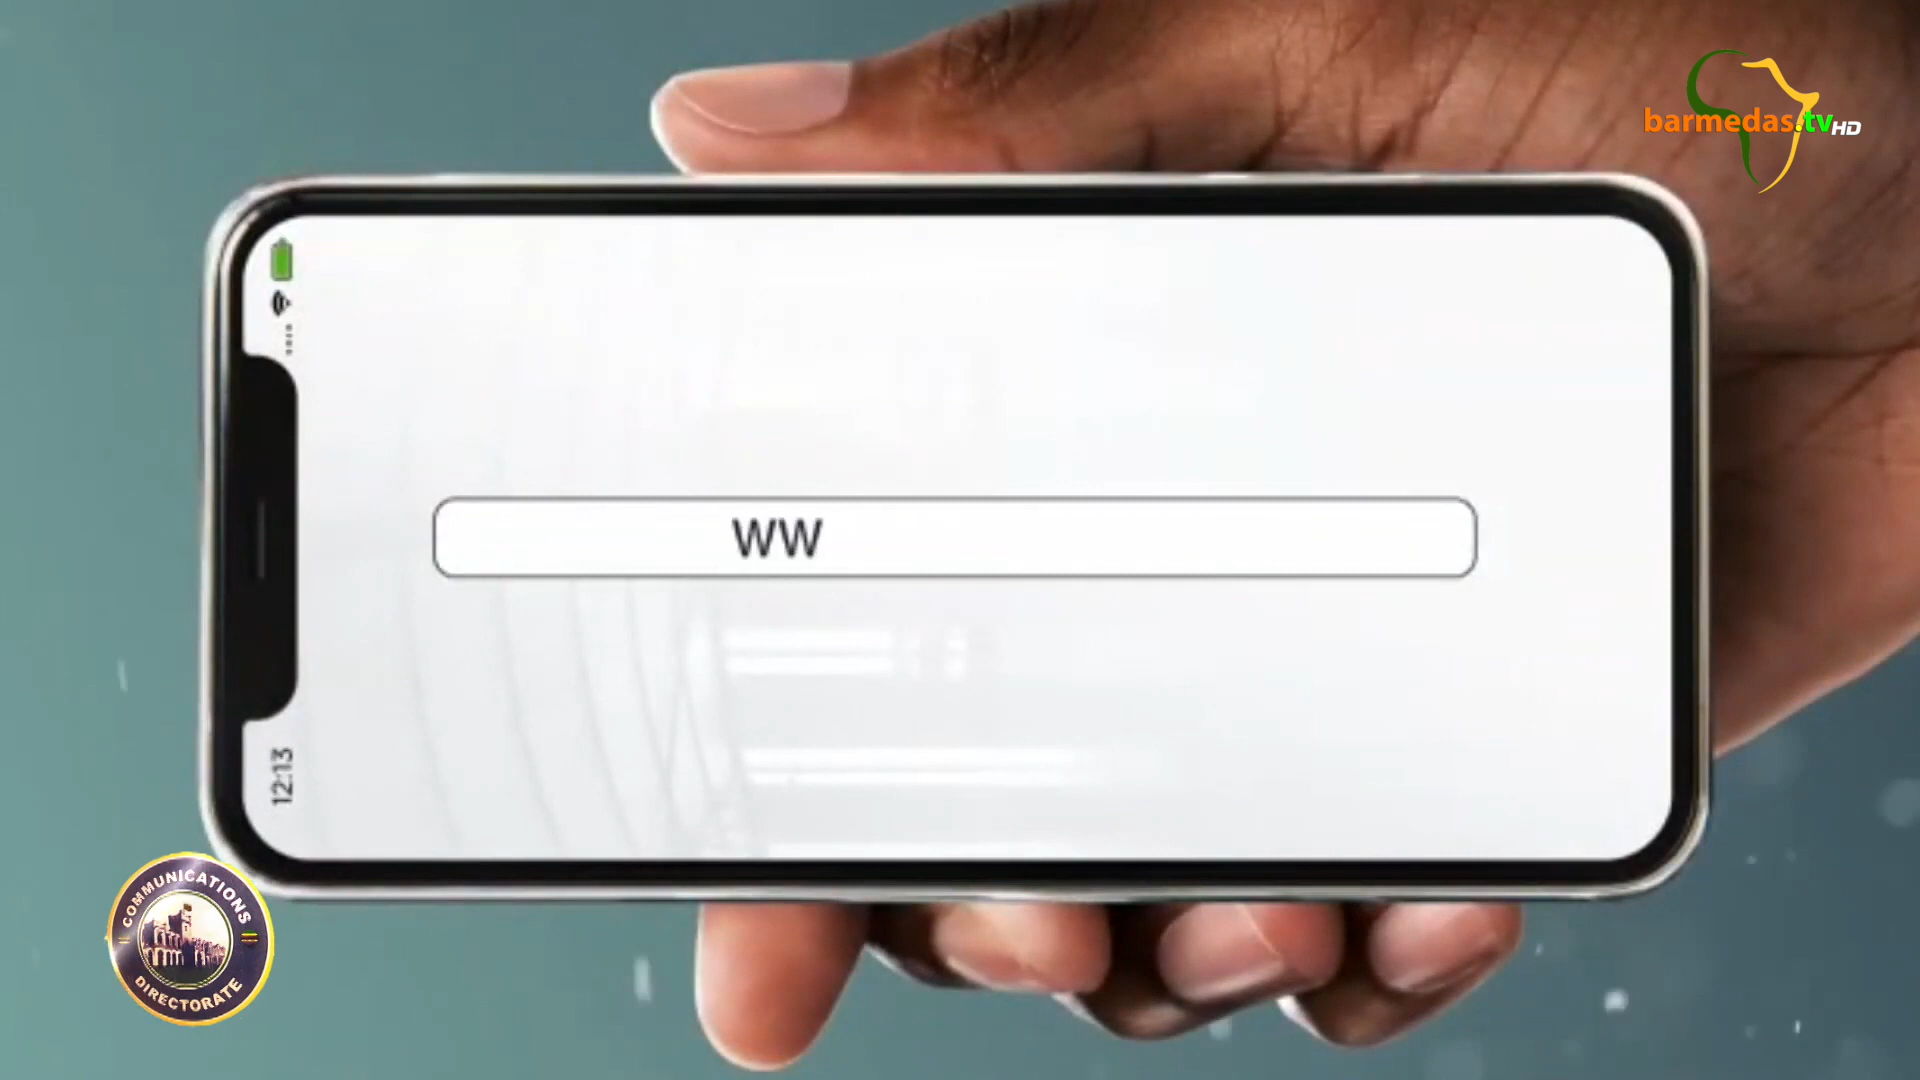 barmedas.tv HD
WW
12:13
COMMUNICATIONS
DIRECTORATE